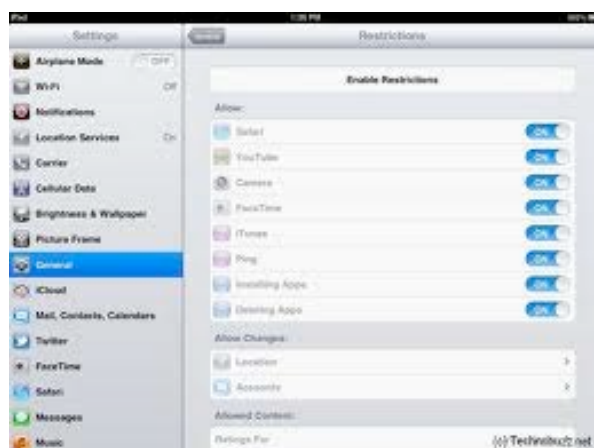 iPad
1:35 PM
Settings
Restrictions
Airplane Mode OFF
Wi-Fi Off
Notifications
Location Services On
Carrier
Cellular Data
Brightness & Wallpaper
Picture Frame
General
iCloud
Mail, Contacts, Calendars
Twitter
FaceTime
Safari
Messages
Music
Enable Restrictions
Allow:
Safari ON
YouTube ON
Camera ON
FaceTime ON
iTunes ON
Ping ON
Installing Apps ON
Deleting Apps ON
Allow Changes:
Location
Accounts
Allowed Content:
Ratings For
(c) Technobuzz.net